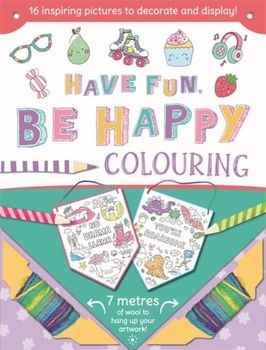 16 inspiring pictures to decorate and display!
HAVE FUN,
BE HAPPY
COLOURING
NO
DRAMA
LLAMA
YOU'RE
ROARSOME
7 metres
of wool to
hang up your
artwork!